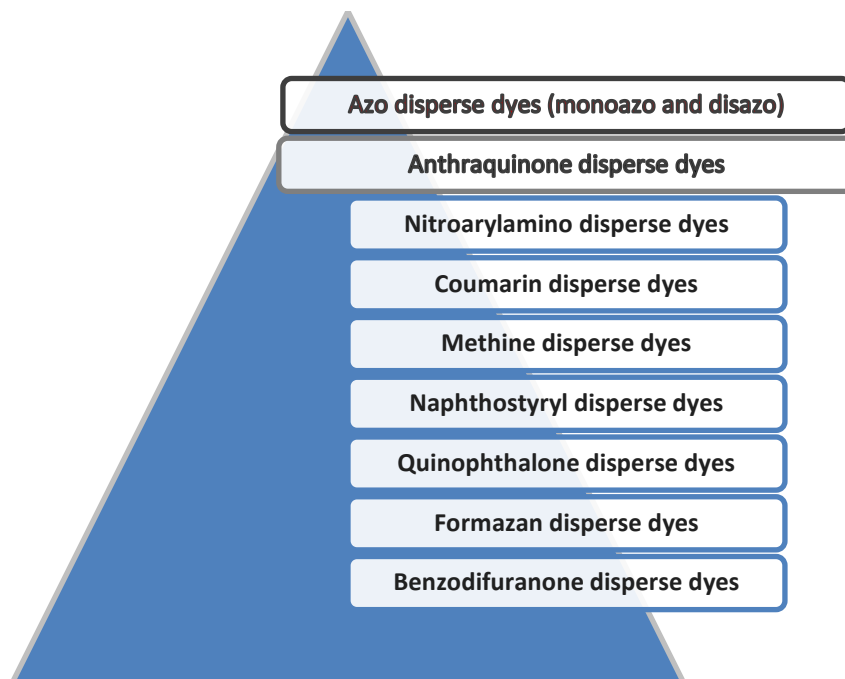 Azo disperse dyes (monoazo and disazo)
Anthraquinone disperse dyes
Nitroarylamino disperse dyes
Coumarin disperse dyes
Methine disperse dyes
Naphthostyryl disperse dyes
Quinophthalone disperse dyes
Formazan disperse dyes
Benzodifuranone disperse dyes